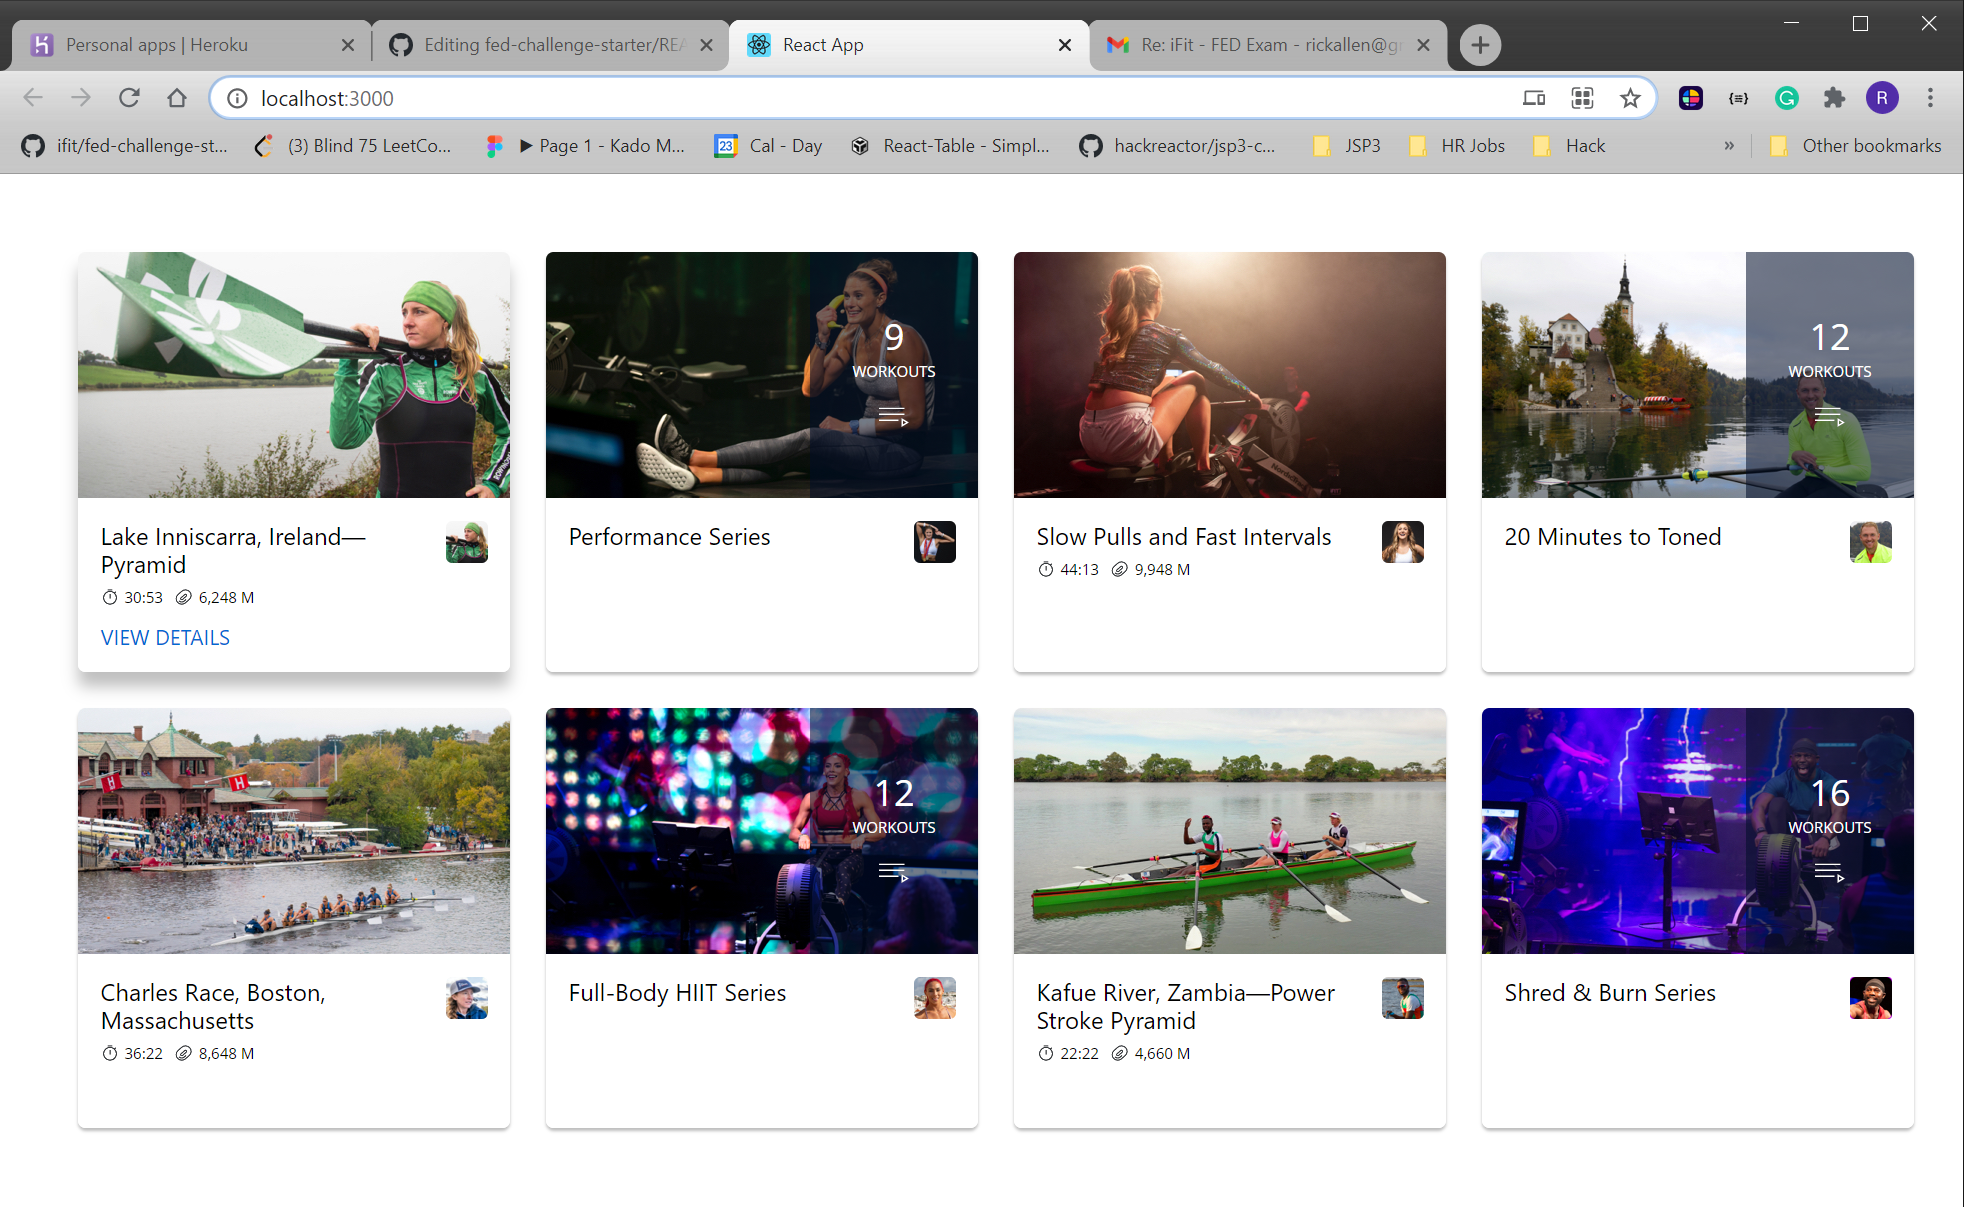 Personal apps | Heroku
Editing fed-challenge-starter/REA
React App
Re: iFit - FED Exam - rickallen@gr
localhost:3000
R
ifit/fed-challenge-st...
(3) Blind 75 LeetCo...
▶ Page 1 - Kado M...
23
Cal - Day
React-Table - Simpl...
hackreactor/jsp3-c...
JSP3
HR Jobs
Hack
»
Other bookmarks
9
WORKOUTS
12
WORKOUTS
Lake Inniscarra, Ireland—
Pyramid
30:53 6,248 M
VIEW DETAILS
Performance Series
Slow Pulls and Fast Intervals
44:13 9,948 M
20 Minutes to Toned
H
H
12
WORKOUTS
16
WORKOUTS
Charles Race, Boston,
Massachusetts
36:22 8,648 M
Full-Body HIIT Series
Kafue River, Zambia—Power
Stroke Pyramid
22:22 4,660 M
Shred & Burn Series